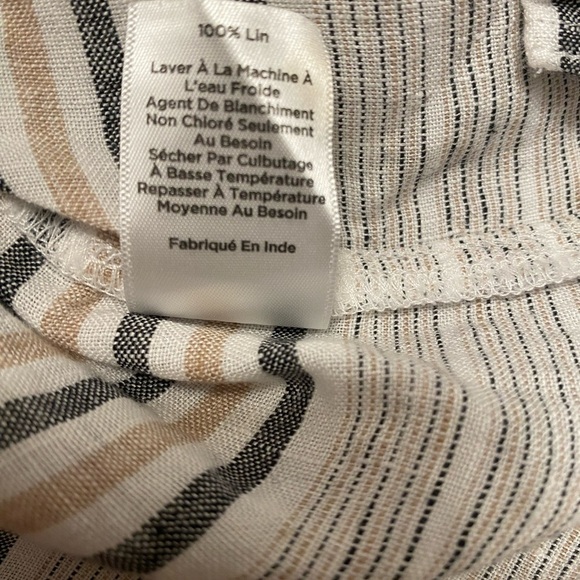 100% Lin
Laver À La Machine À
L'eau Froide
Agent De Blanchiment
Non Chloré Seulement
Au Besoin
Sécher Par Culbutage
À Basse Température
Repasser À Température
Moyenne Au Besoin
Fabriqué En Inde